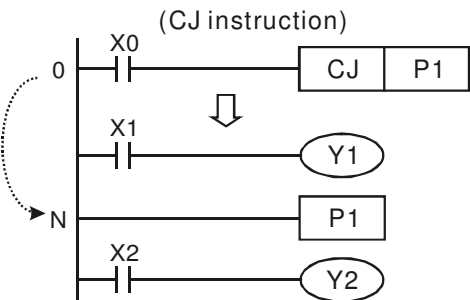 (CJ instruction)
X0
0 CJ P1
X1
Y1
N P1
X2
Y2